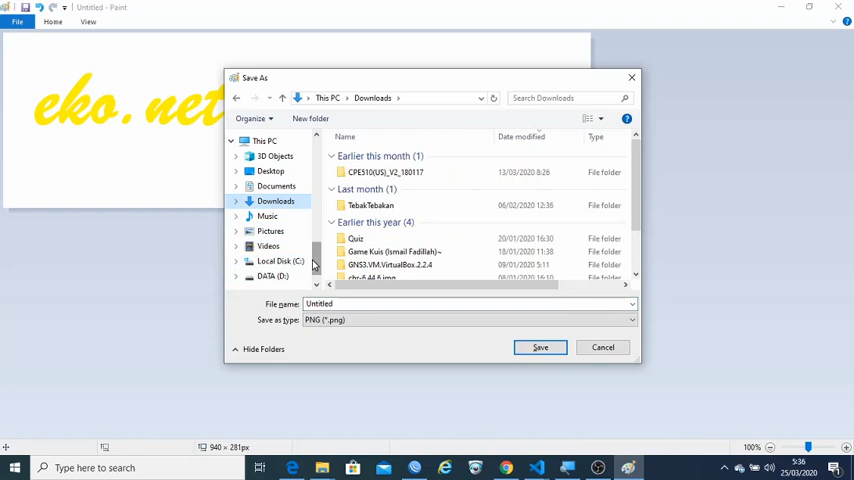 Untitled - Paint
File
Home
View
eko.net
Save As
This PC
Downloads
Search Downloads
Organize
New folder
Name
Date modified
Type
This PC
3D Objects
Desktop
Documents
Downloads
Music
Pictures
Videos
Local Disk (C:)
DATA (D:)
Earlier this month (1)
CPE510(US)_V2_180117 13/03/2020 8:26 File folder
Last month (1)
TebakTebakan 06/02/2020 12:36 File folder
Earlier this year (4)
Quiz 20/01/2020 16:30 File folder
Game Kuis (Ismail Fadillah)~ 18/01/2020 11:38 File folder
GNS3.VM.VirtualBox.2.2.4 09/01/2020 5:11 File folder
File name: Untitled
Save as type: PNG (*.png)
Hide Folders
Save
Cancel
940 × 281px
100%
Type here to search
5:36
25/03/2020